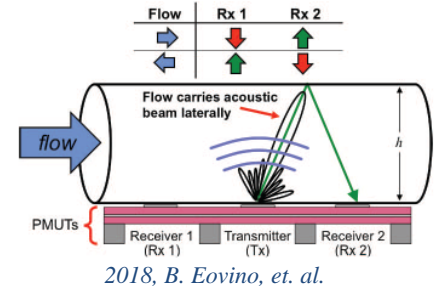 Flow Rx 1 Rx 2
Flow carries acoustic
beam laterally
flow
h
PMUTs
Receiver 1 Transmitter Receiver 2
(Rx 1) (Tx) (Rx 2)
2018, B. Eovino, et. al.